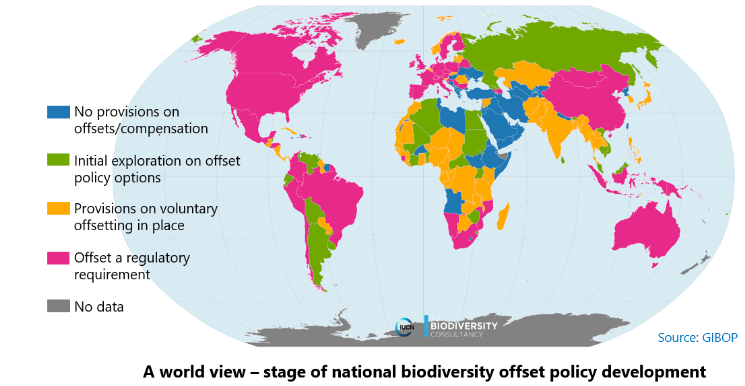 No provisions on
offsets/compensation
Initial exploration on offset
policy options
Provisions on voluntary
offsetting in place
Offset a regulatory
requirement
No data
IUCN
BIODIVERSITY
CONSULTANCY
Source: GIBOP
A world view – stage of national biodiversity offset policy development